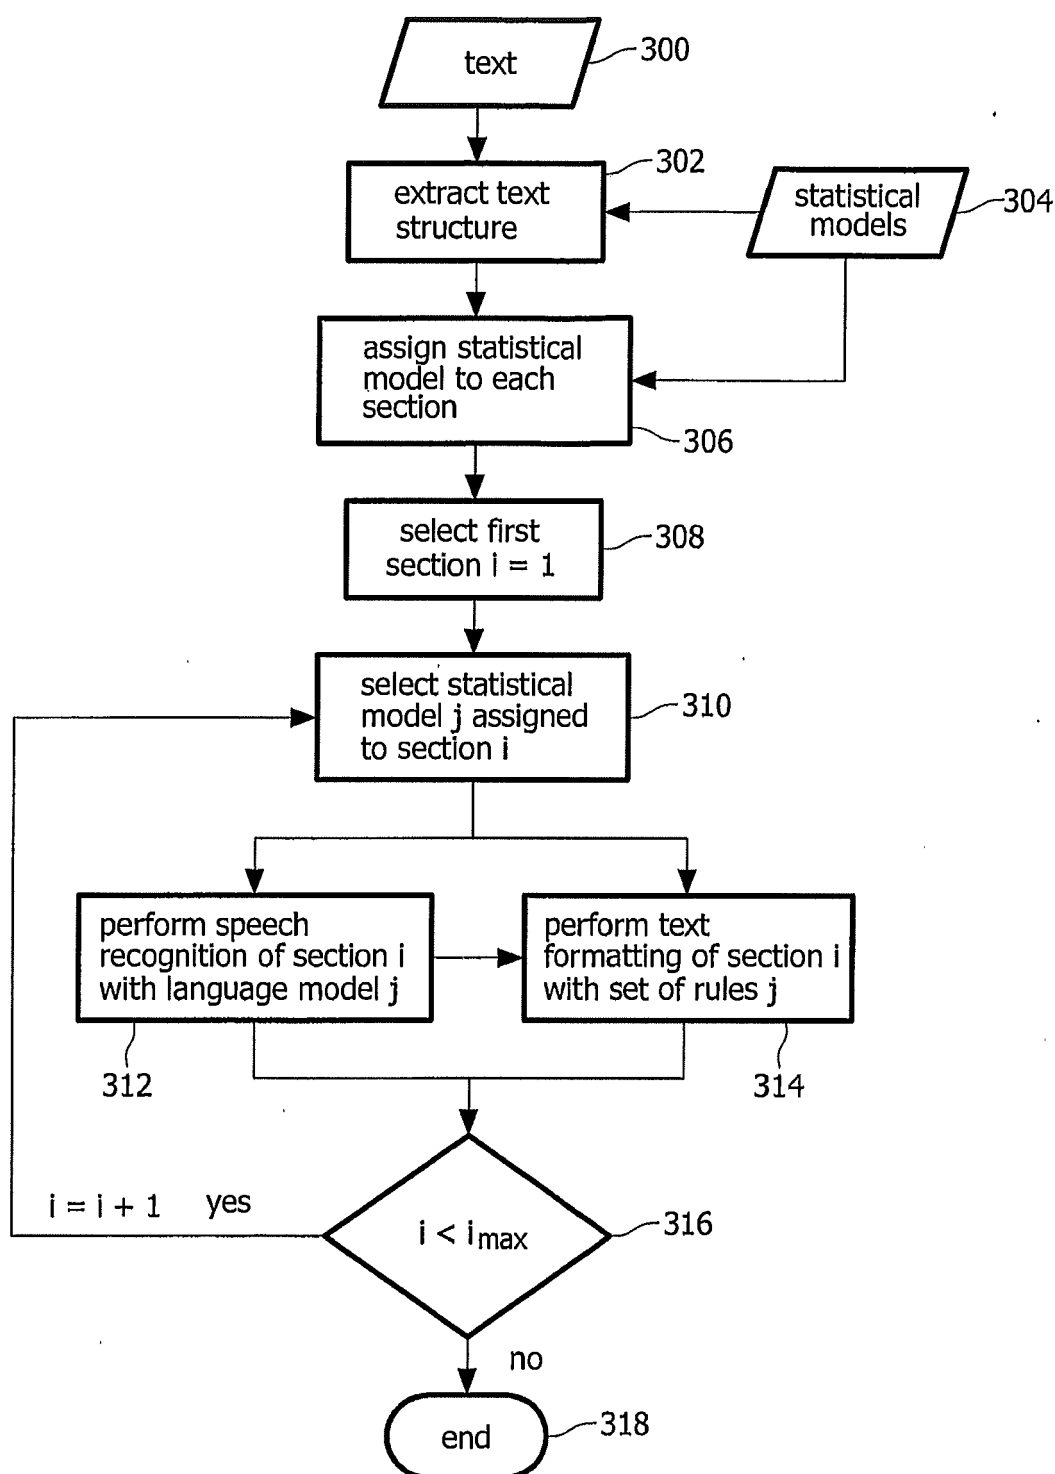 text
300
extract text
structure
302
statistical
models
304
assign statistical
model to each
section
306
select first
section i = 1
308
select statistical
model j assigned
to section i
310
perform speech
recognition of section i
with language model j
312
perform text
formatting of section i
with set of rules j
314
i = i + 1 yes
i < imax
316
no
end
318